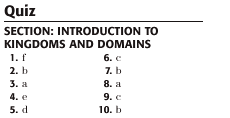 Quiz
SECTION: INTRODUCTION TO
KINGDOMS AND DOMAINS
1. f
2. b
3. a
4. e
5. d
6. c
7. b
8. a
9. c
10. b